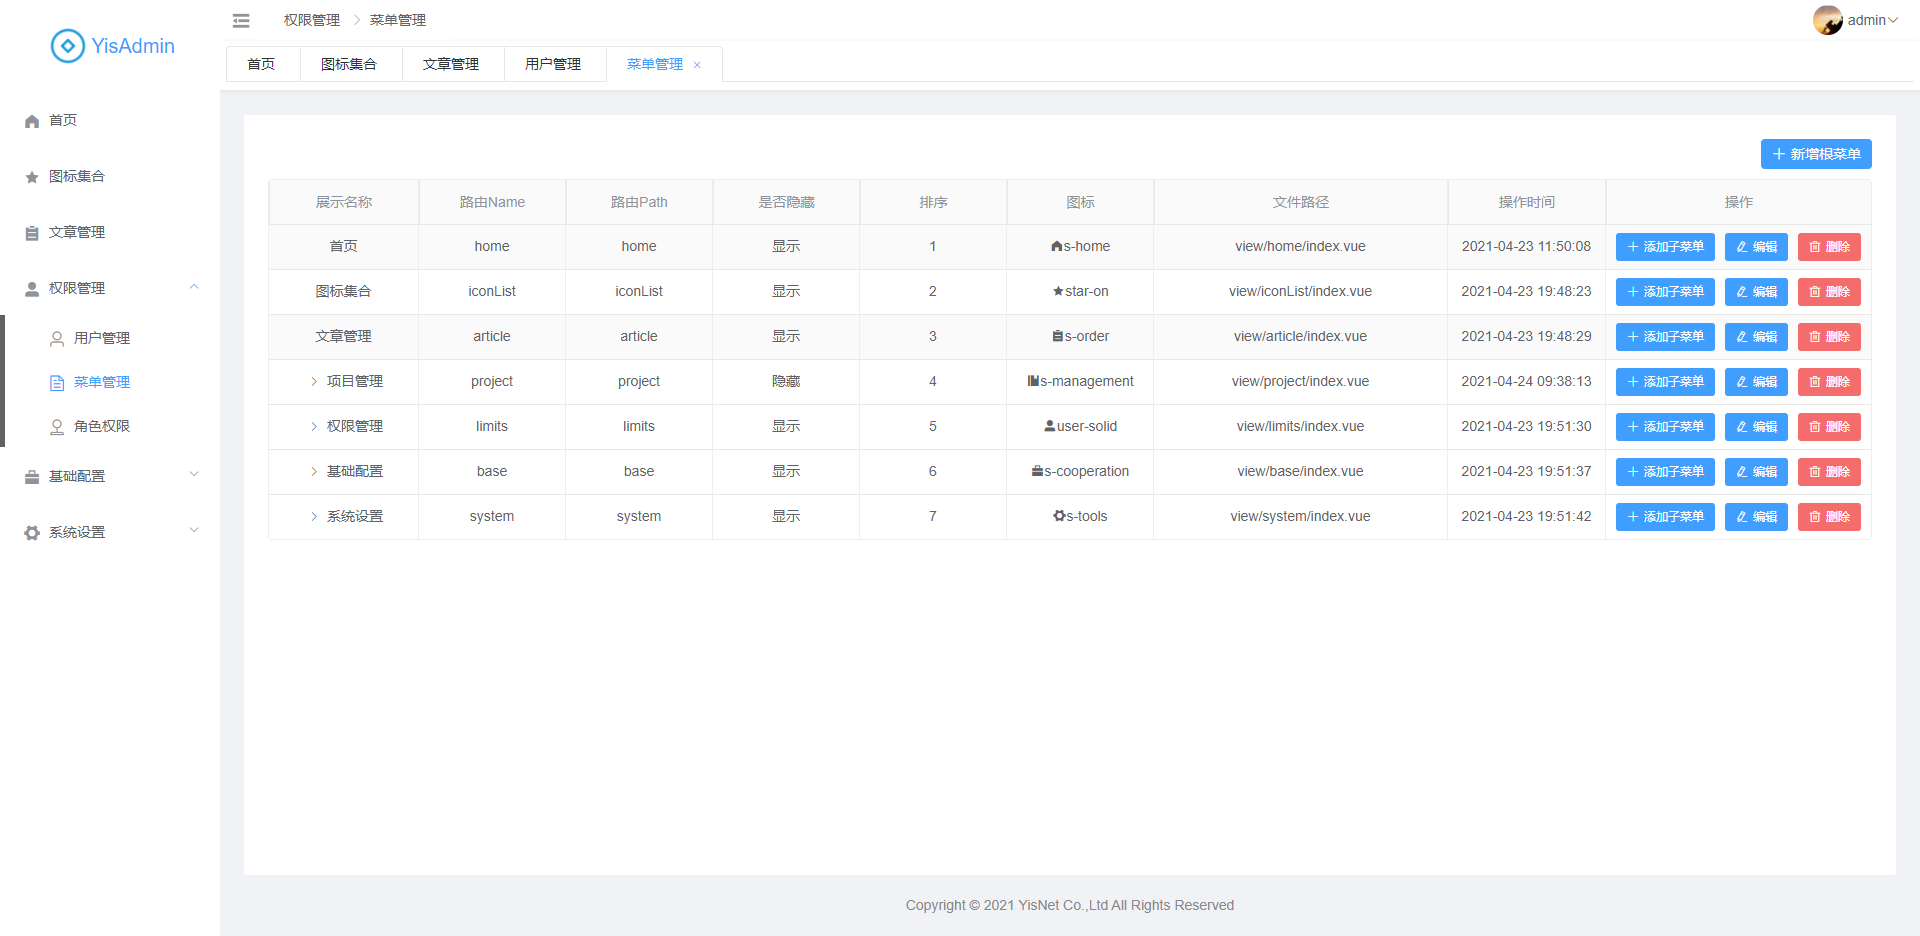 YisAdmin
首页
图标集合
文章管理
权限管理
用户管理
菜单管理
角色权限
基础配置
系统设置
权限管理 菜单管理 admin
首页 图标集合 文章管理 用户管理 菜单管理
新增根菜单
展示名称 路由Name 路由Path 是否隐藏 排序 图标 文件路径 操作时间 操作
首页 home home 显示 1 s-home view/home/index.vue 2021-04-23 11:50:08 添加子菜单 编辑 删除
图标集合 iconList iconList 显示 2 star-on view/iconList/index.vue 2021-04-23 19:48:23 添加子菜单 编辑 删除
文章管理 article article 显示 3 s-order view/article/index.vue 2021-04-23 19:48:29 添加子菜单 编辑 删除
项目管理 project project 隐藏 4 s-management view/project/index.vue 2021-04-24 09:38:13 添加子菜单 编辑 删除
权限管理 limits limits 显示 5 user-solid view/limits/index.vue 2021-04-23 19:51:30 添加子菜单 编辑 删除
基础配置 base base 显示 6 s-cooperation view/base/index.vue 2021-04-23 19:51:37 添加子菜单 编辑 删除
系统设置 system system 显示 7 s-tools view/system/index.vue 2021-04-23 19:51:42 添加子菜单 编辑 删除
Copyright © 2021 YisNet Co.,Ltd All Rights Reserved